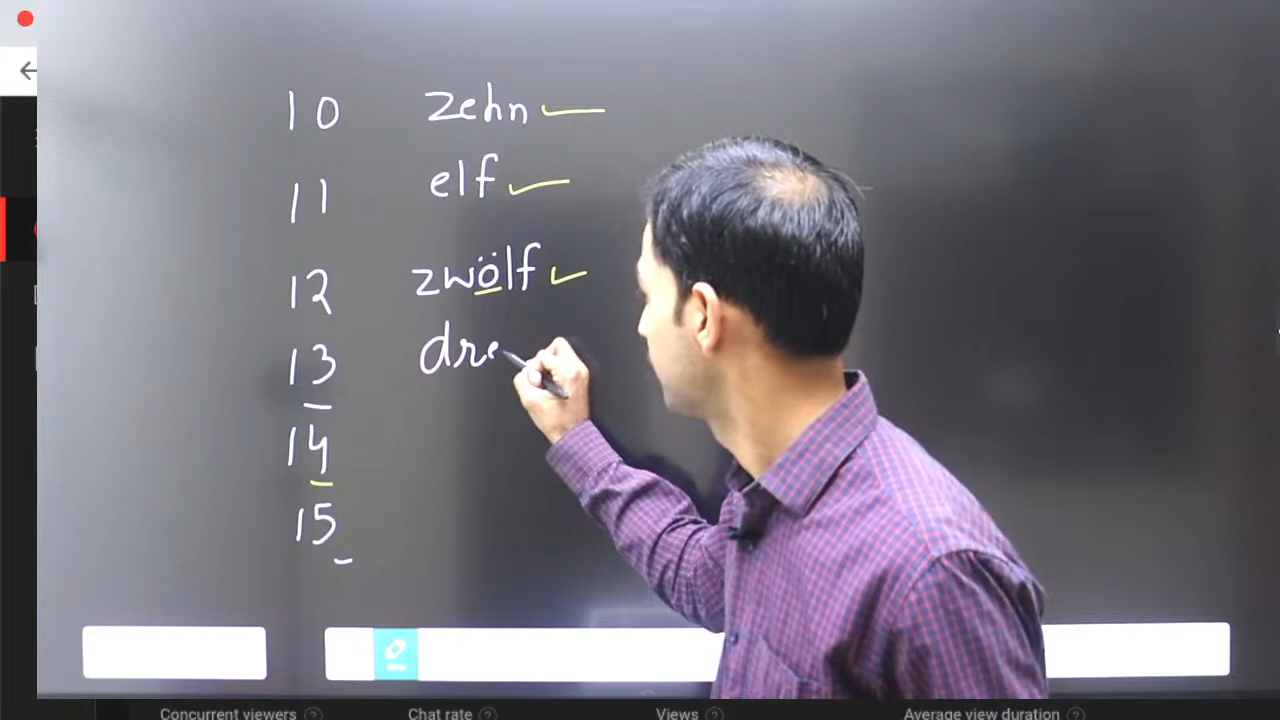 10 zehn
11 elf
12 zwölf
13 dre
14
15
Concurrent viewers ? Chat rate ? Views ? Average view duration ?